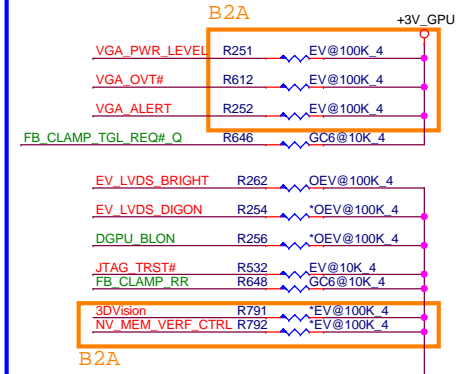 B2A
+3V_GPU
VGA_PWR_LEVEL R251 EV@100K_4
VGA_OVT# R612 EV@100K_4
VGA_ALERT R252 EV@100K_4
FB_CLAMP_TGL_REQ#_Q R646 GC6@10K_4
EV_LVDS_BRIGHT R262 OEV@100K_4
EV_LVDS_DIGON R254 *OEV@100K_4
DGPU_BLON R256 *OEV@100K_4
JTAG_TRST# R532 EV@10K_4
FB_CLAMP_RR R648 GC6@10K_4
3DVision R791 *EV@100K_4
NV_MEM_VERF_CTRL R792 *EV@100K_4
B2A